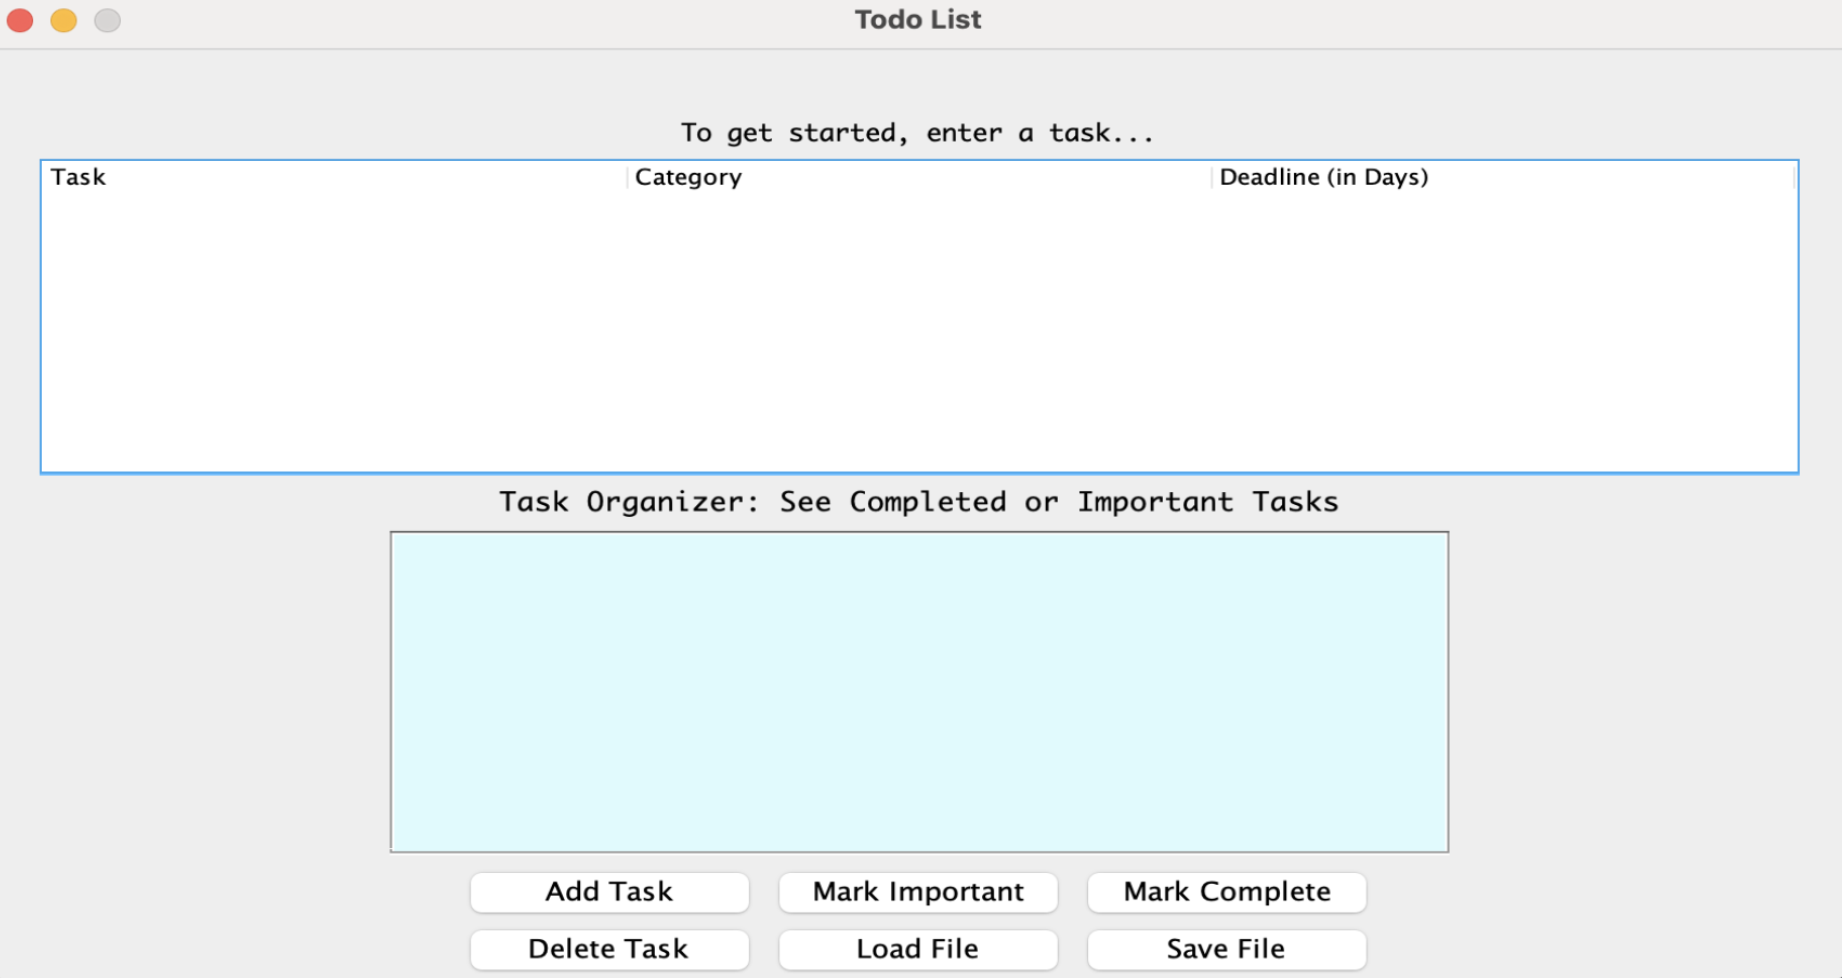 Todo List
To get started, enter a task...
Task Category Deadline (in Days)
Task Organizer: See Completed or Important Tasks
Add Task Mark Important Mark Complete
Delete Task Load File Save File